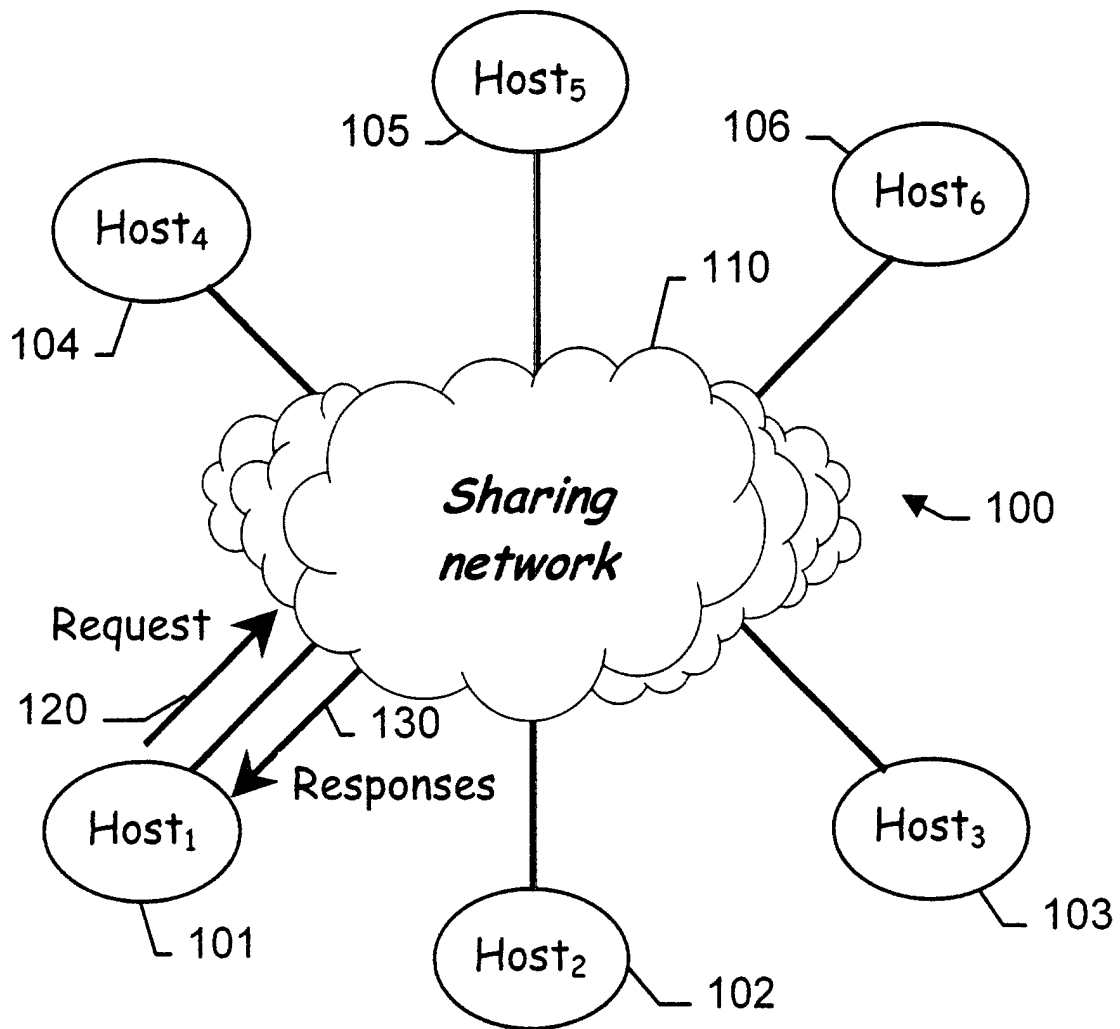 Host₅
105
106
Host₆
Host₄
110
104
Sharing
network
100
Request
120
130
Responses
Host₁
Host₃
101
103
Host₂
102